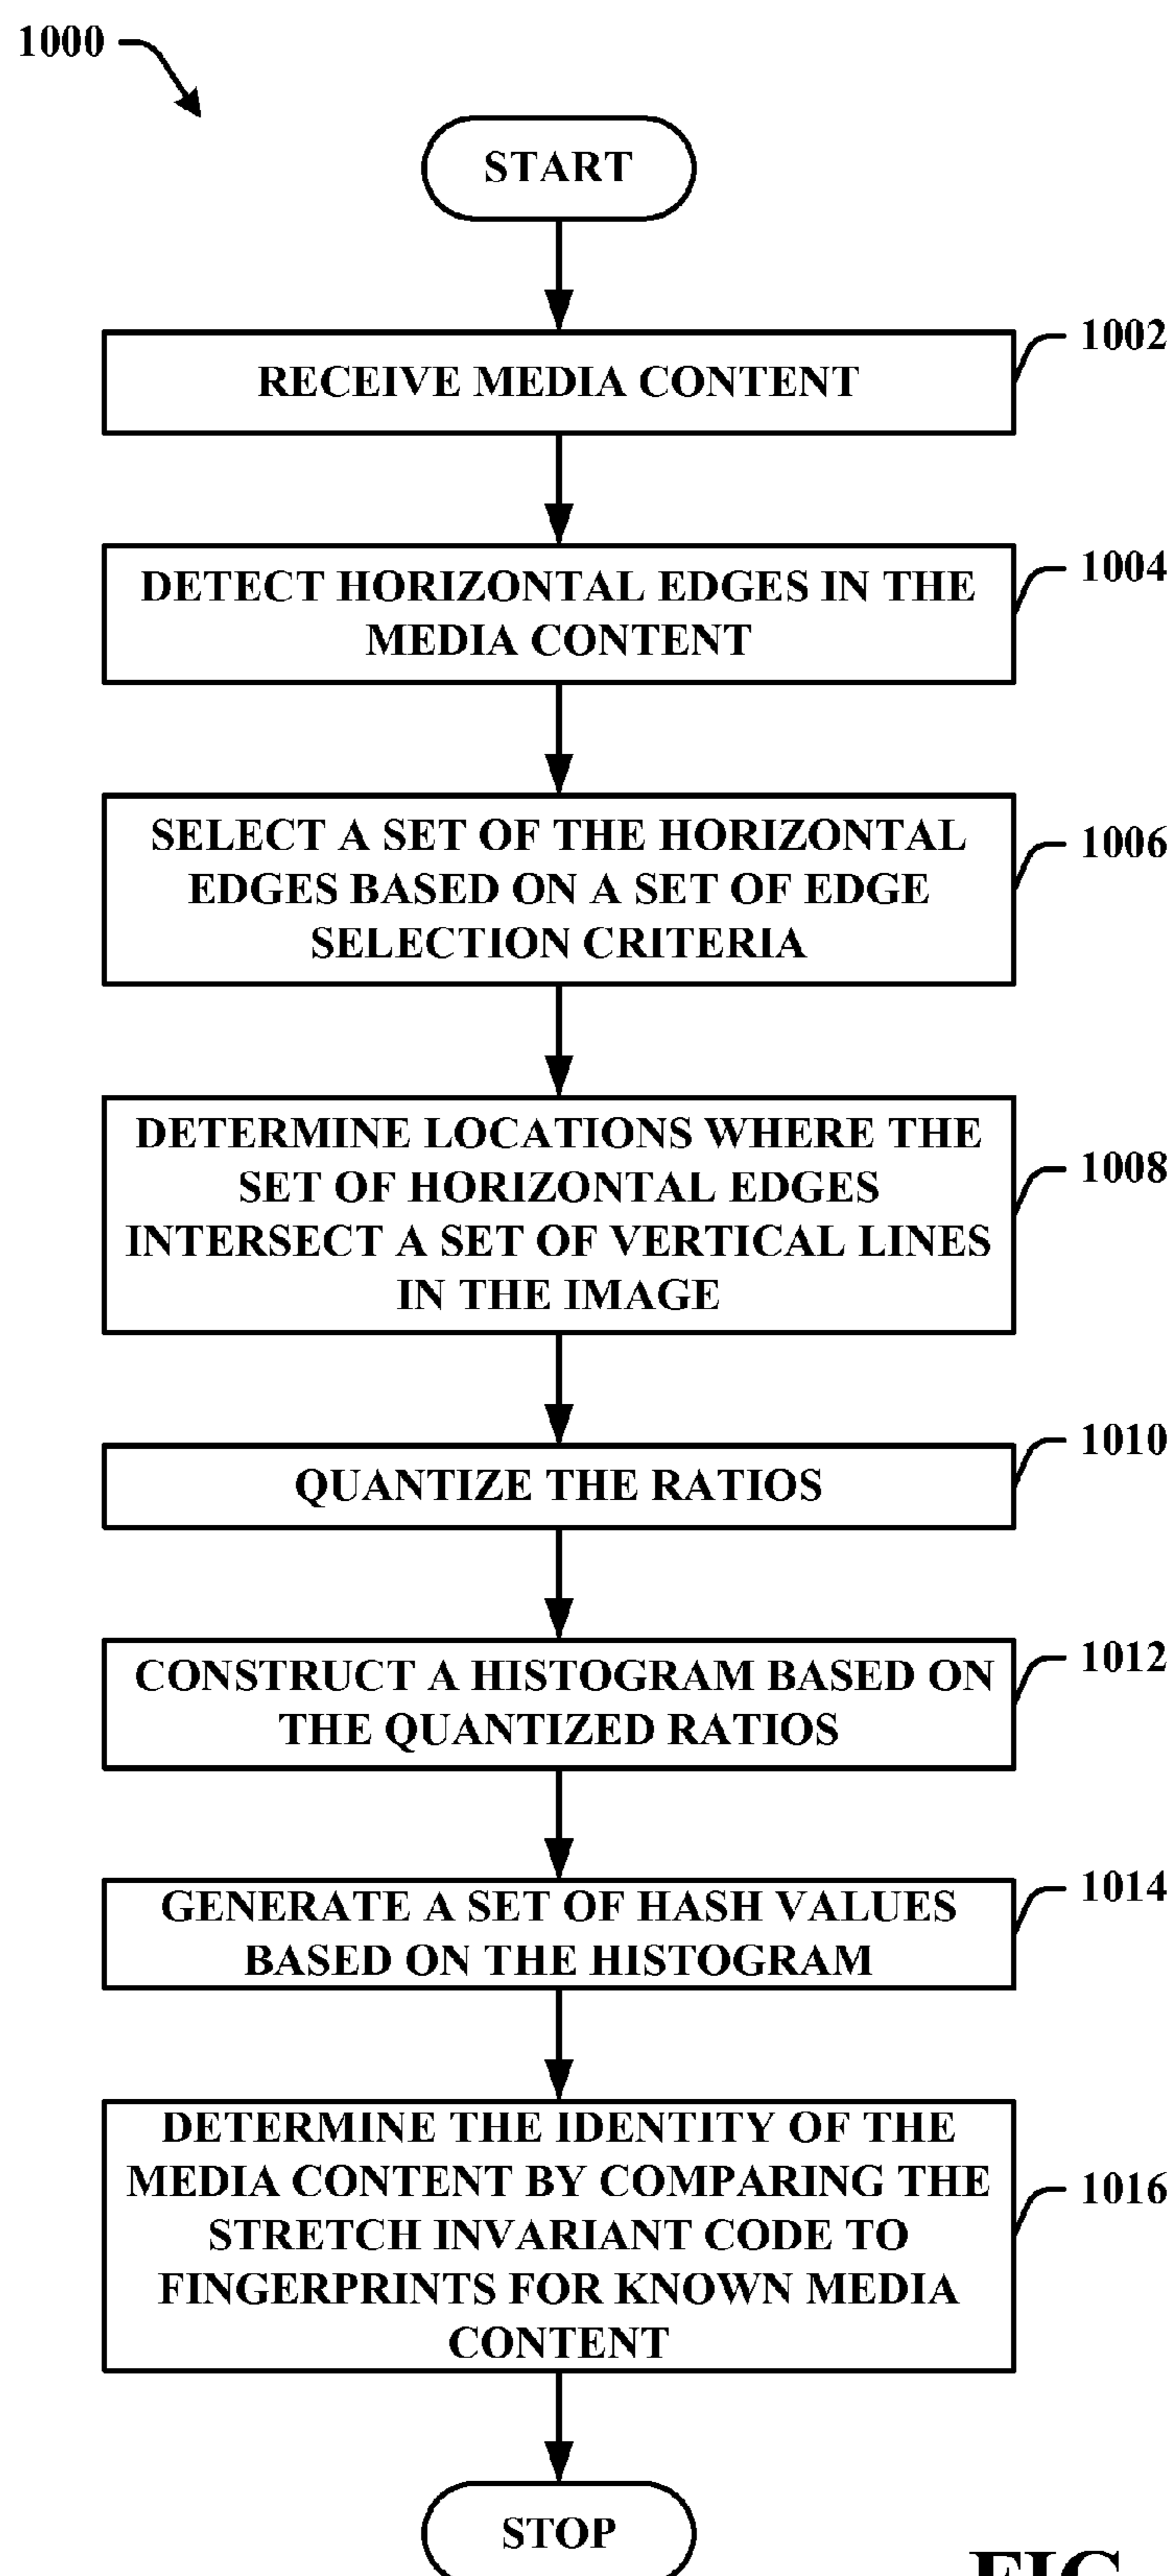 1000
START
RECEIVE MEDIA CONTENT
1002
DETECT HORIZONTAL EDGES IN THE
MEDIA CONTENT
1004
SELECT A SET OF THE HORIZONTAL
EDGES BASED ON A SET OF EDGE
SELECTION CRITERIA
1006
DETERMINE LOCATIONS WHERE THE
SET OF HORIZONTAL EDGES
INTERSECT A SET OF VERTICAL LINES
IN THE IMAGE
1008
QUANTIZE THE RATIOS
1010
CONSTRUCT A HISTOGRAM BASED ON
THE QUANTIZED RATIOS
1012
GENERATE A SET OF HASH VALUES
BASED ON THE HISTOGRAM
1014
DETERMINE THE IDENTITY OF THE
MEDIA CONTENT BY COMPARING THE
STRETCH INVARIANT CODE TO
FINGERPRINTS FOR KNOWN MEDIA
CONTENT
1016
STOP
FIG